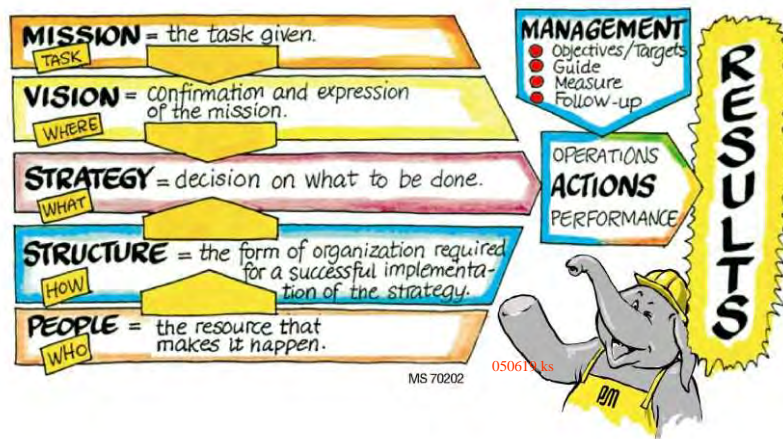 MISSION = the task given.
TASK
VISION = confirmation and expression
of the mission.
WHERE
STRATEGY = decision on what to be done.
WHAT
STRUCTURE = the form of organization required
for a successful implementa-
tion of the strategy.
HOW
PEOPLE = the resource that
makes it happen.
WHO
MS 70202
MANAGEMENT
Objectives/Targets
Guide
Measure
Follow-up
OPERATIONS
ACTIONS
PERFORMANCE
RESULTS
050610 ks